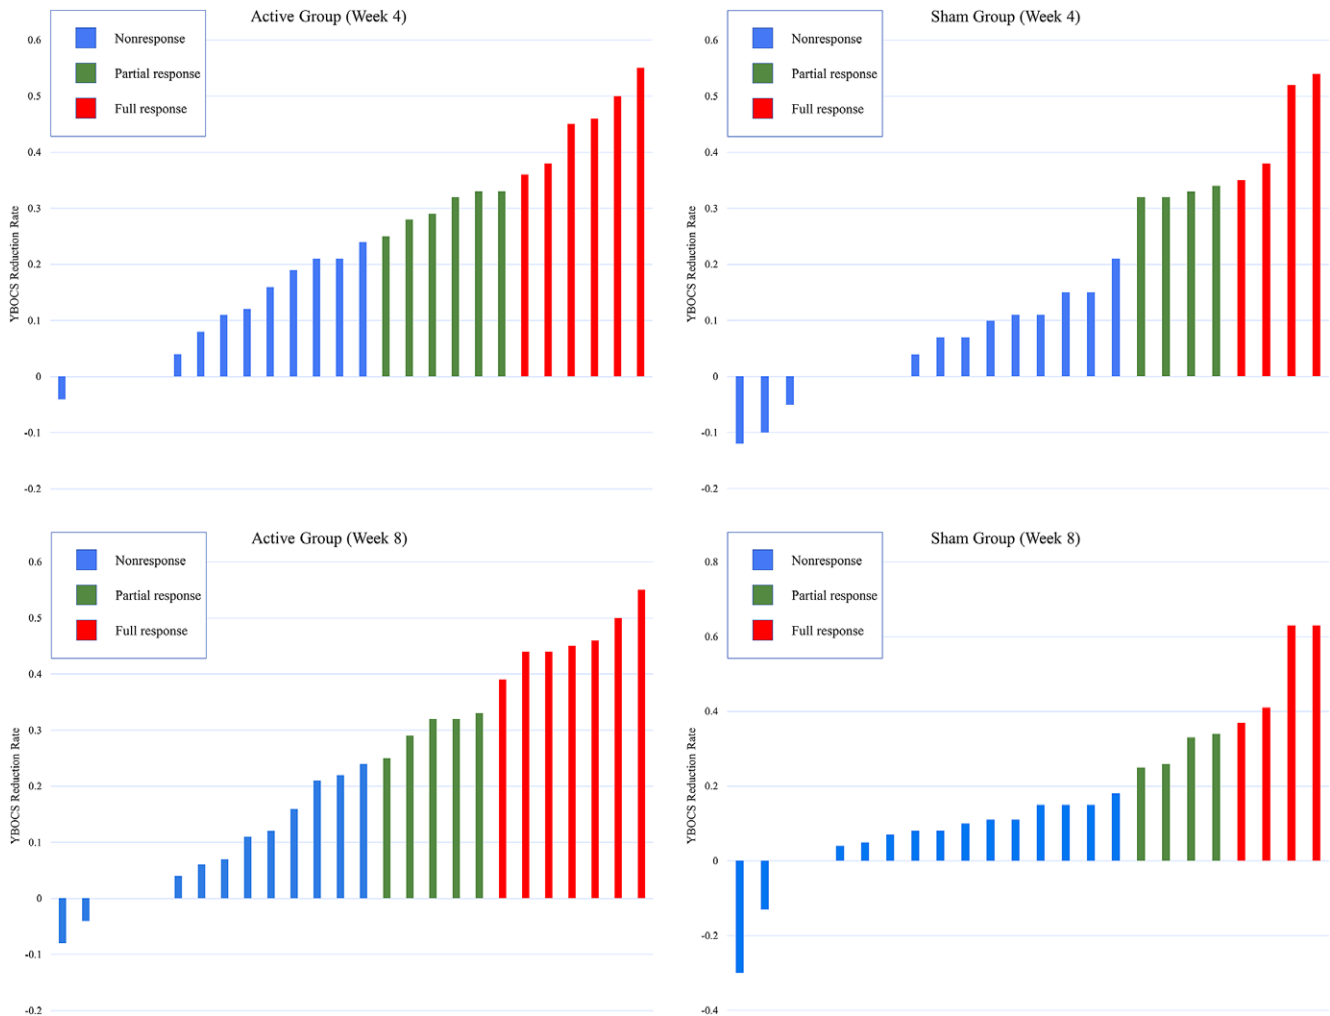 Active Group (Week 4)
Nonresponse
Partial response
Full response
YBOCS Reduction Rate
0.6
0.5
0.4
0.3
0.2
0.1
0
-0.1
-0.2
Sham Group (Week 4)
Nonresponse
Partial response
Full response
YBOCS Reduction Rate
0.6
0.5
0.4
0.3
0.2
0.1
0
-0.1
-0.2
Active Group (Week 8)
Nonresponse
Partial response
Full response
YBOCS Reduction Rate
0.6
0.5
0.4
0.3
0.2
0.1
0
-0.1
-0.2
Sham Group (Week 8)
Nonresponse
Partial response
Full response
YBOCS Reduction Rate
0.8
0.6
0.4
0.2
0
-0.2
-0.4